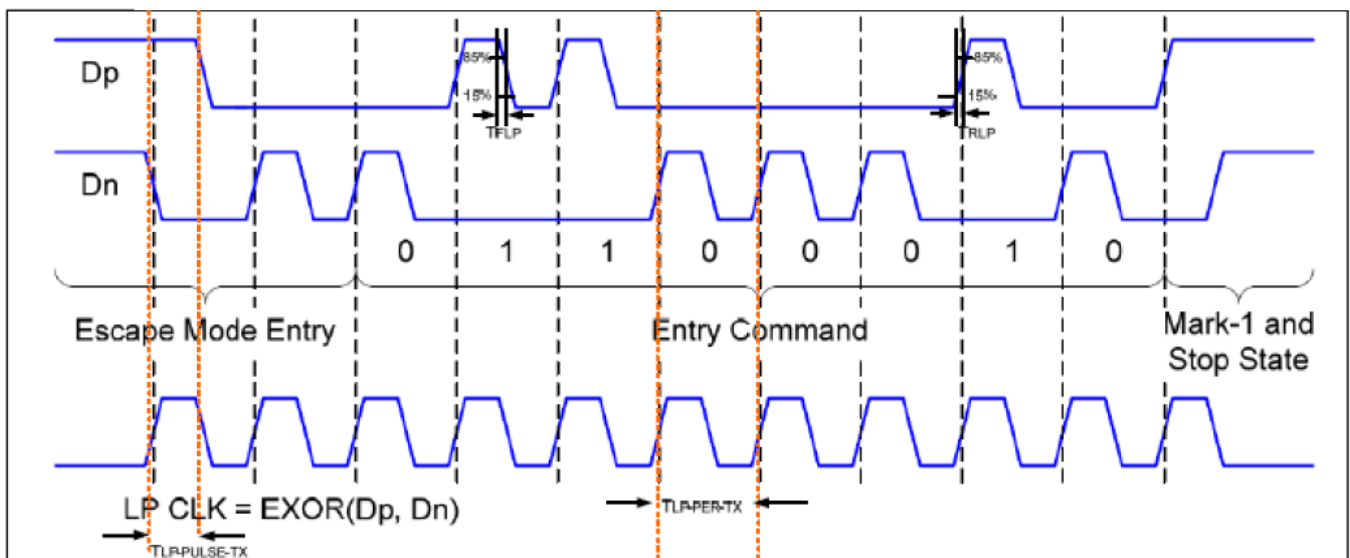 Dp
85%
15%
TFLP
85%
15%
TRLP
Dn
0 1 1 0 0 0 1 0
Escape Mode Entry
Entry Command
Mark-1 and
Stop State
LP CLK = EXOR(Dp, Dn)
TLP-PER-TX
TLP-PULSE-TX